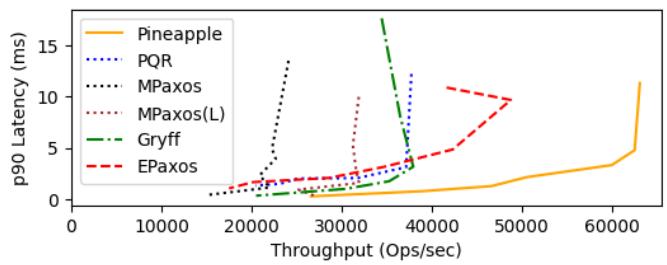 p90 Latency (ms)
15
10
5
0
Pineapple
PQR
MPaxos
MPaxos(L)
Gryff
EPaxos
0 10000 20000 30000 40000 50000 60000
Throughput (Ops/sec)